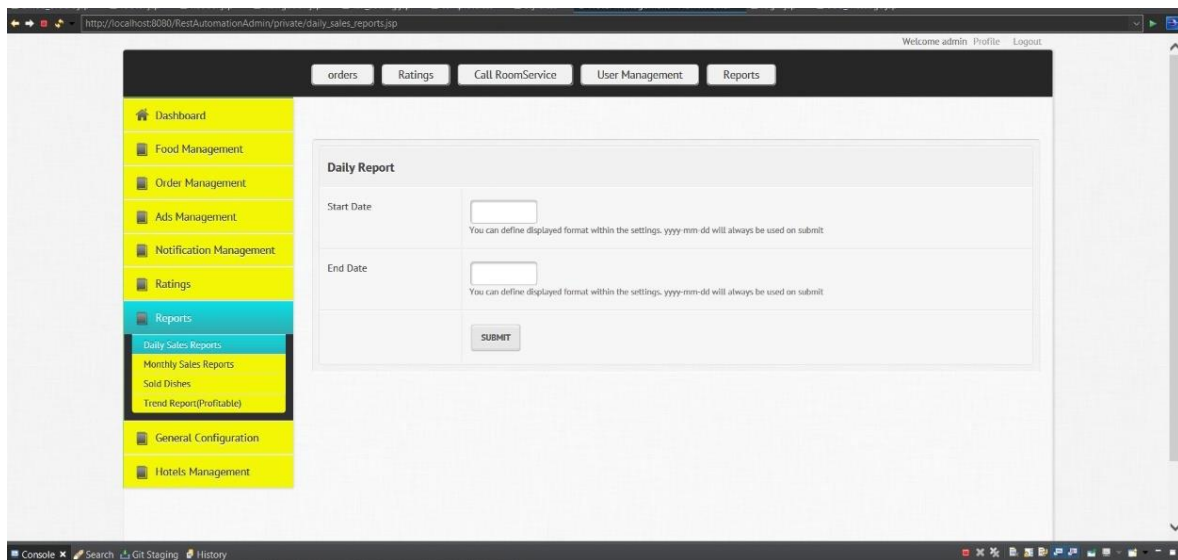 http://localhost:8080/RestAutomationAdmin/private/daily_sales_reports.jsp
Welcome admin Profile Logout
orders Ratings Call RoomService User Management Reports
Dashboard
Food Management
Order Management
Ads Management
Notification Management
Ratings
Reports
Daily Sales Reports
Monthly Sales Reports
Sold Dishes
Trend Report(Profitable)
General Configuration
Hotels Management
Daily Report
Start Date
You can define displayed format within the settings. yyyy-mm-dd will always be used on submit
End Date
You can define displayed format within the settings. yyyy-mm-dd will always be used on submit
SUBMIT
Console Search Git Staging History